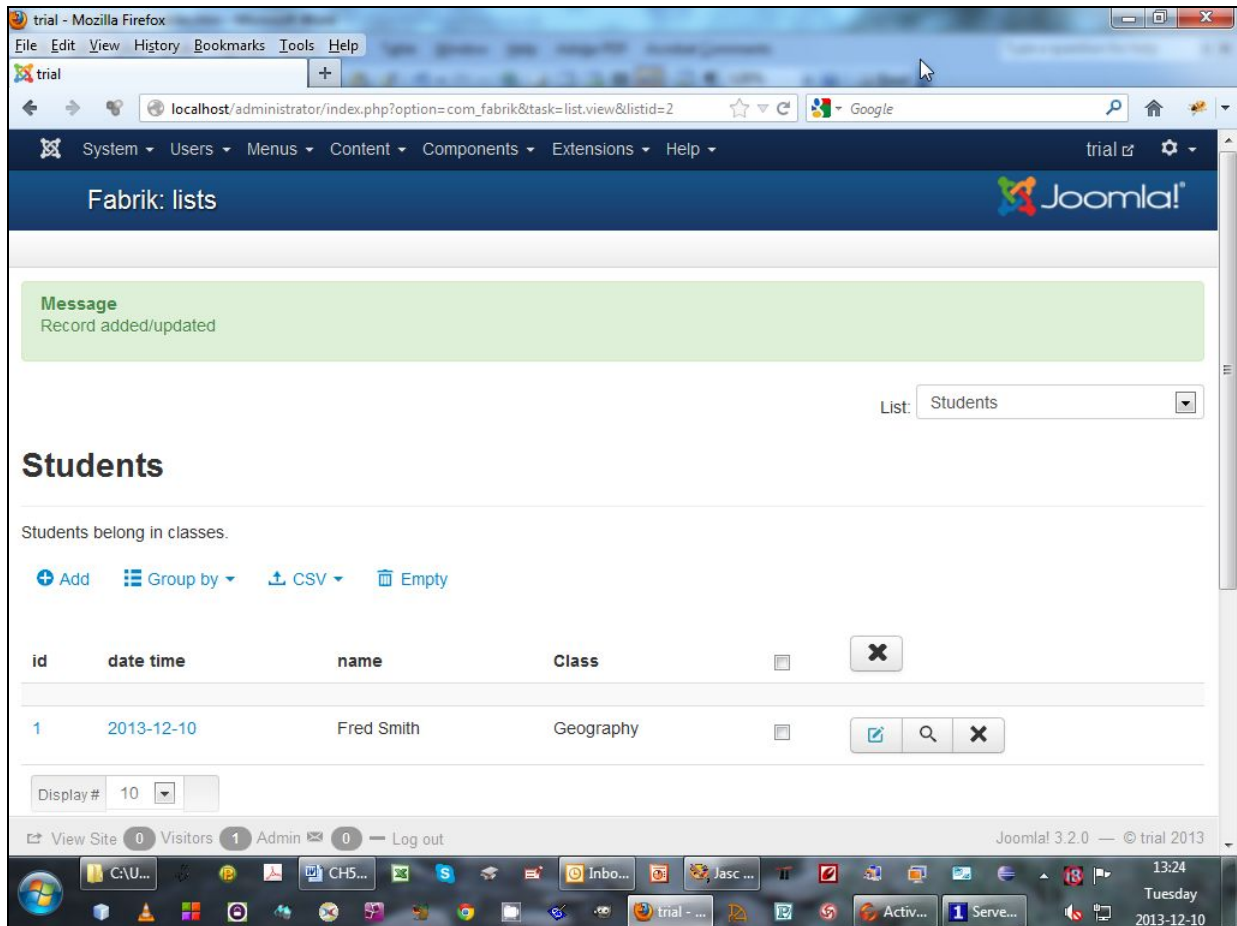 trial - Mozilla Firefox
File Edit View History Bookmarks Tools Help
trial
localhost/administrator/index.php?option=com_fabrik&task=list.view&listid=2 Google
System Users Menus Content Components Extensions Help trial
Fabrik: lists Joomla!
Message
Record added/updated
List: Students
Students
Students belong in classes.
Add Group by CSV Empty
id date time name Class
1 2013-12-10 Fred Smith Geography
Display # 10
View Site 0 Visitors 1 Admin 0 Log out Joomla! 3.2.0 — © trial 2013
C:\U... CH5... Inbo... Jasc ... 13:24
Tuesday
trial - ... Activ... 1 Serve... 2013-12-10